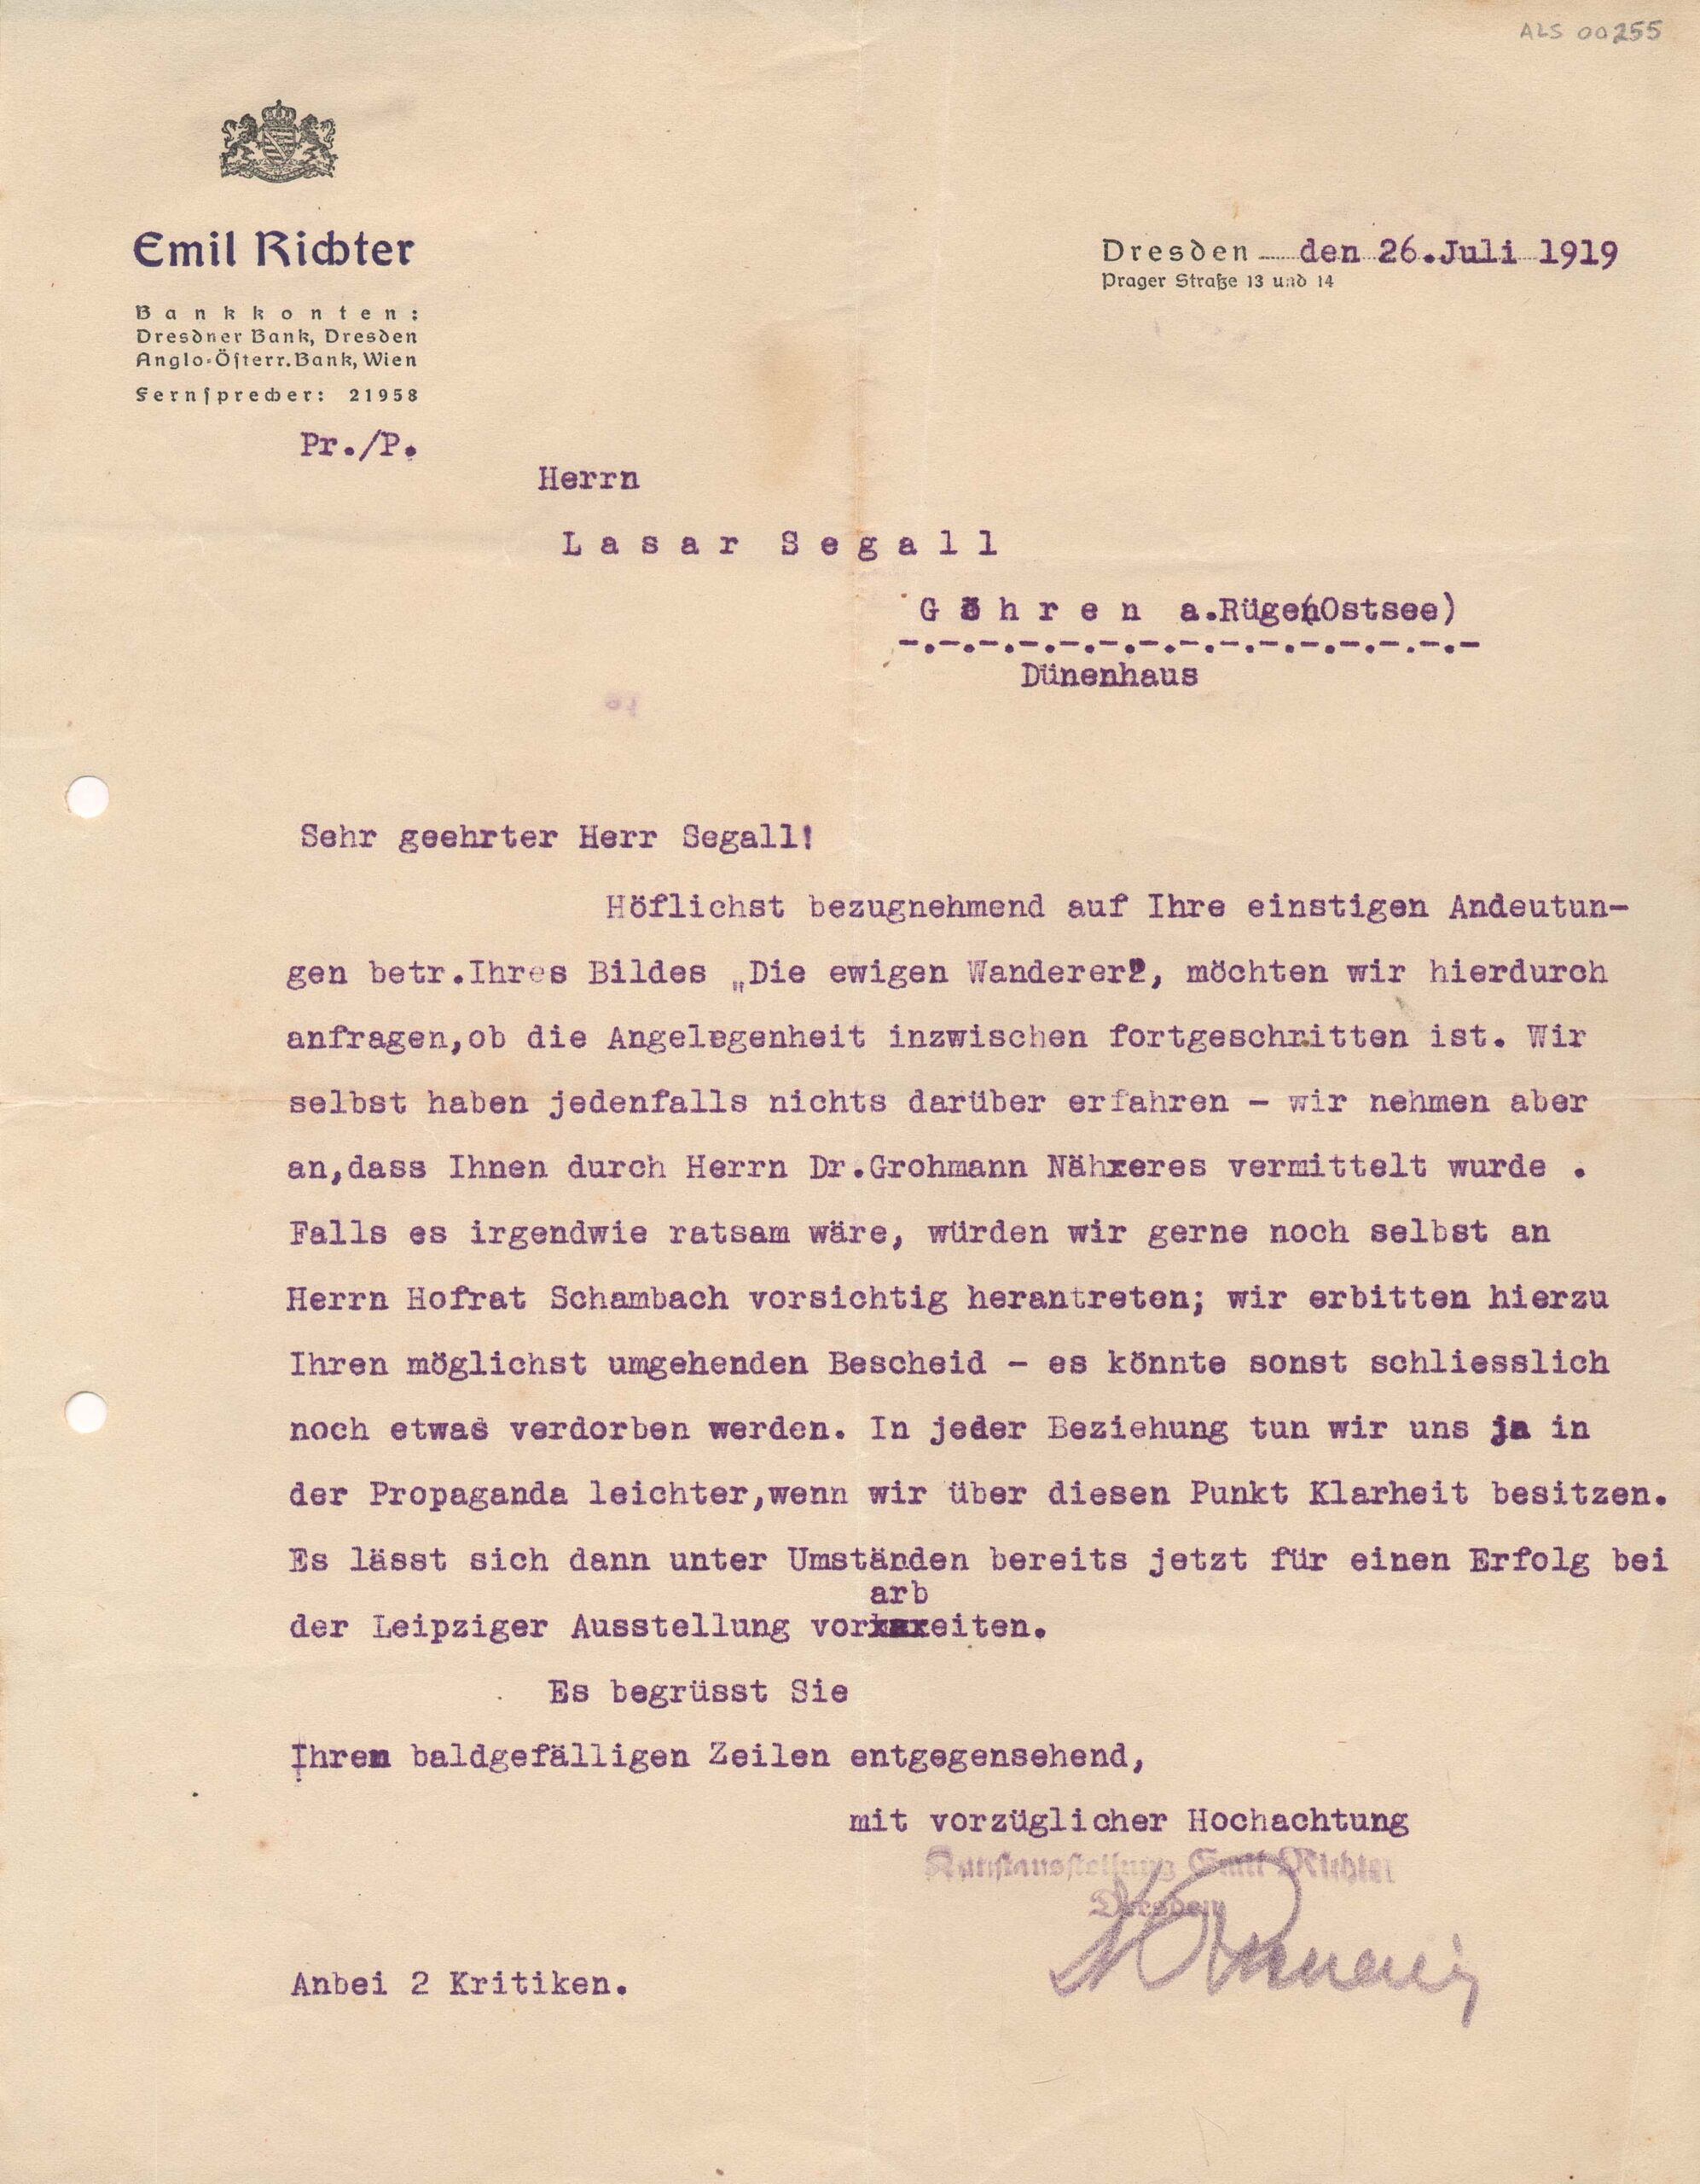 ALS 00255
Emil Richter
Bankkonten:
Dresdner Bank, Dresden
Anglo-Österr. Bank, Wien
Fernsprecher: 21958
Dresden den 26.Juli 1919
Prager Straße 13 und 14
Pr./P.
Herrn
Lasar Segall
Göhren a.Rügen(Ostsee)
-.-.-.-.-.-.-.-.-.-.-.-.-.-.-
Dünenhaus
Sehr geehrter Herr Segall!
Höflichst bezugnehmend auf Ihre einstigen Andeutun-
gen betr.Ihres Bildes „Die ewigen Wanderer", möchten wir hierdurch
anfragen,ob die Angelegenheit inzwischen fortgeschritten ist. Wir
selbst haben jedenfalls nichts darüber erfahren - wir nehmen aber
an,dass Ihnen durch Herrn Dr.Grohmann Nähxeres vermittelt wurde .
Falls es irgendwie ratsam wäre, würden wir gerne noch selbst an
Herrn Hofrat Schambach vorsichtig herantreten; wir erbitten hierzu
Ihren möglichst umgehenden Bescheid - es könnte sonst schliesslich
noch etwas verdorben werden. In jeder Beziehung tun wir uns ja in
der Propaganda leichter,wenn wir über diesen Punkt Klarheit besitzen.
Es lässt sich dann unter Umständen bereits jetzt für einen Erfolg bei
arb
der Leipziger Ausstellung vorxxxeiten.
Es begrüsst Sie
Ihren baldgefälligen Zeilen entgegensehend,
mit vorzüglicher Hochachtung
Kunstausstellung Emil Richter
Dresden
Anbei 2 Kritiken.